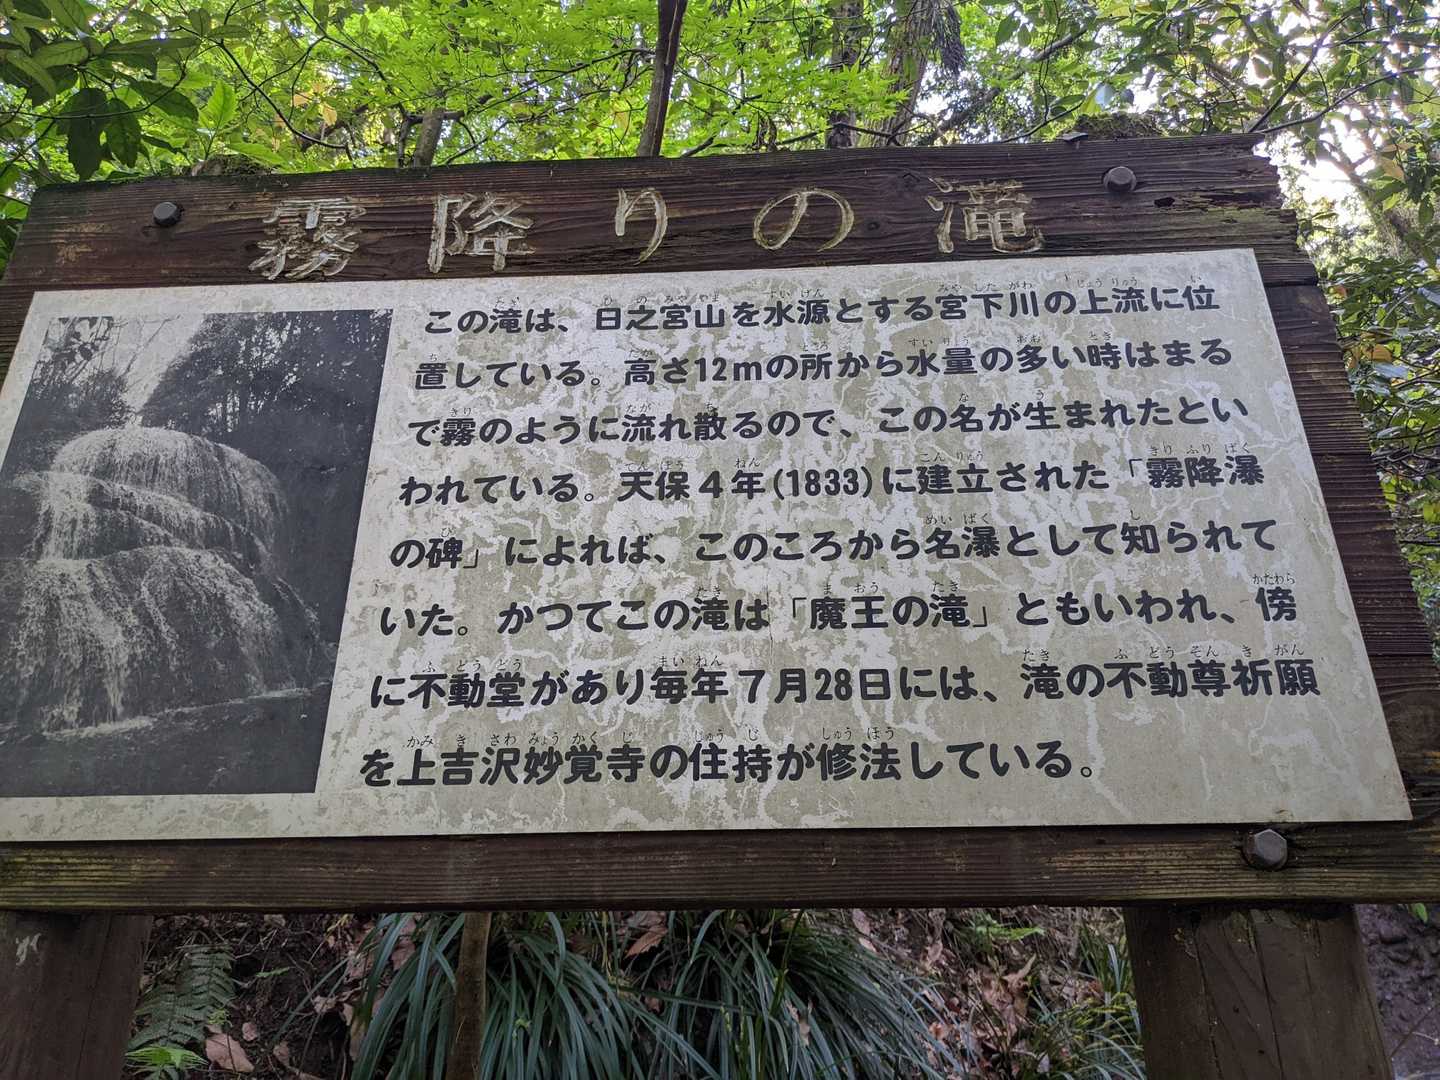 霧降りの滝
この滝は、日之宮山を水源とする宮下川の上流に位
置している。高さ12mの所から水量の多い時はまる
で霧のように流れ散るので、この名が生まれたとい
われている。天保4年(1833)に建立された「霧降瀑
の碑」によれば、このころから名瀑として知られて
いた。かつてこの滝は「魔王の滝」ともいわれ、傍
に不動堂があり毎年7月28日には、滝の不動尊祈願
を上吉沢妙覚寺の住持が修法している。